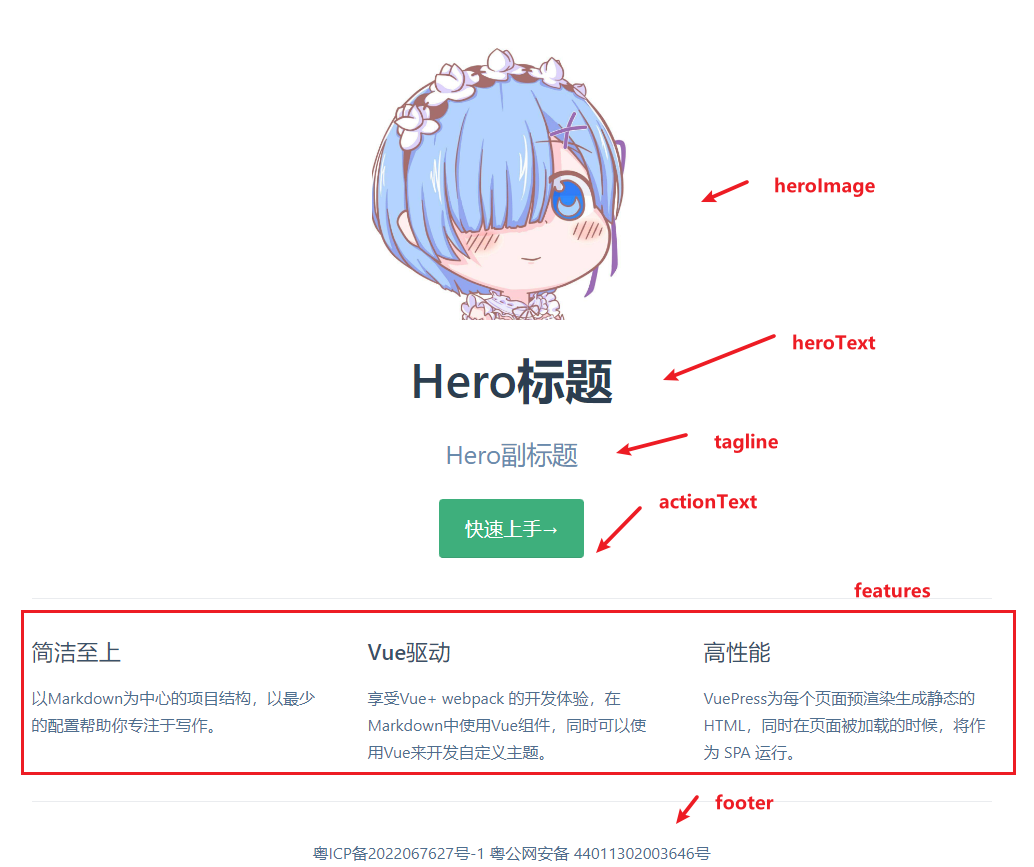 heroImage
heroText
Hero标题
tagline
Hero副标题
actionText
快速上手→
features
简洁至上
以Markdown为中心的项目结构，以最少
的配置帮助你专注于写作。
Vue驱动
享受Vue+ webpack 的开发体验，在
Markdown中使用Vue组件，同时可以使
用Vue来开发自定义主题。
高性能
VuePress为每个页面预渲染生成静态的
HTML，同时在页面被加载的时候，将作
为 SPA 运行。
footer
粤ICP备2022067627号-1 粤公网安备 44011302003646号